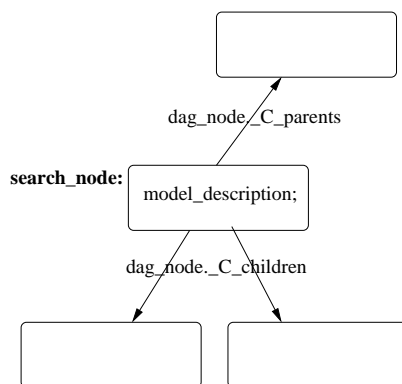 dag_node._C_parents
search_node:
model_description;
dag_node._C_children